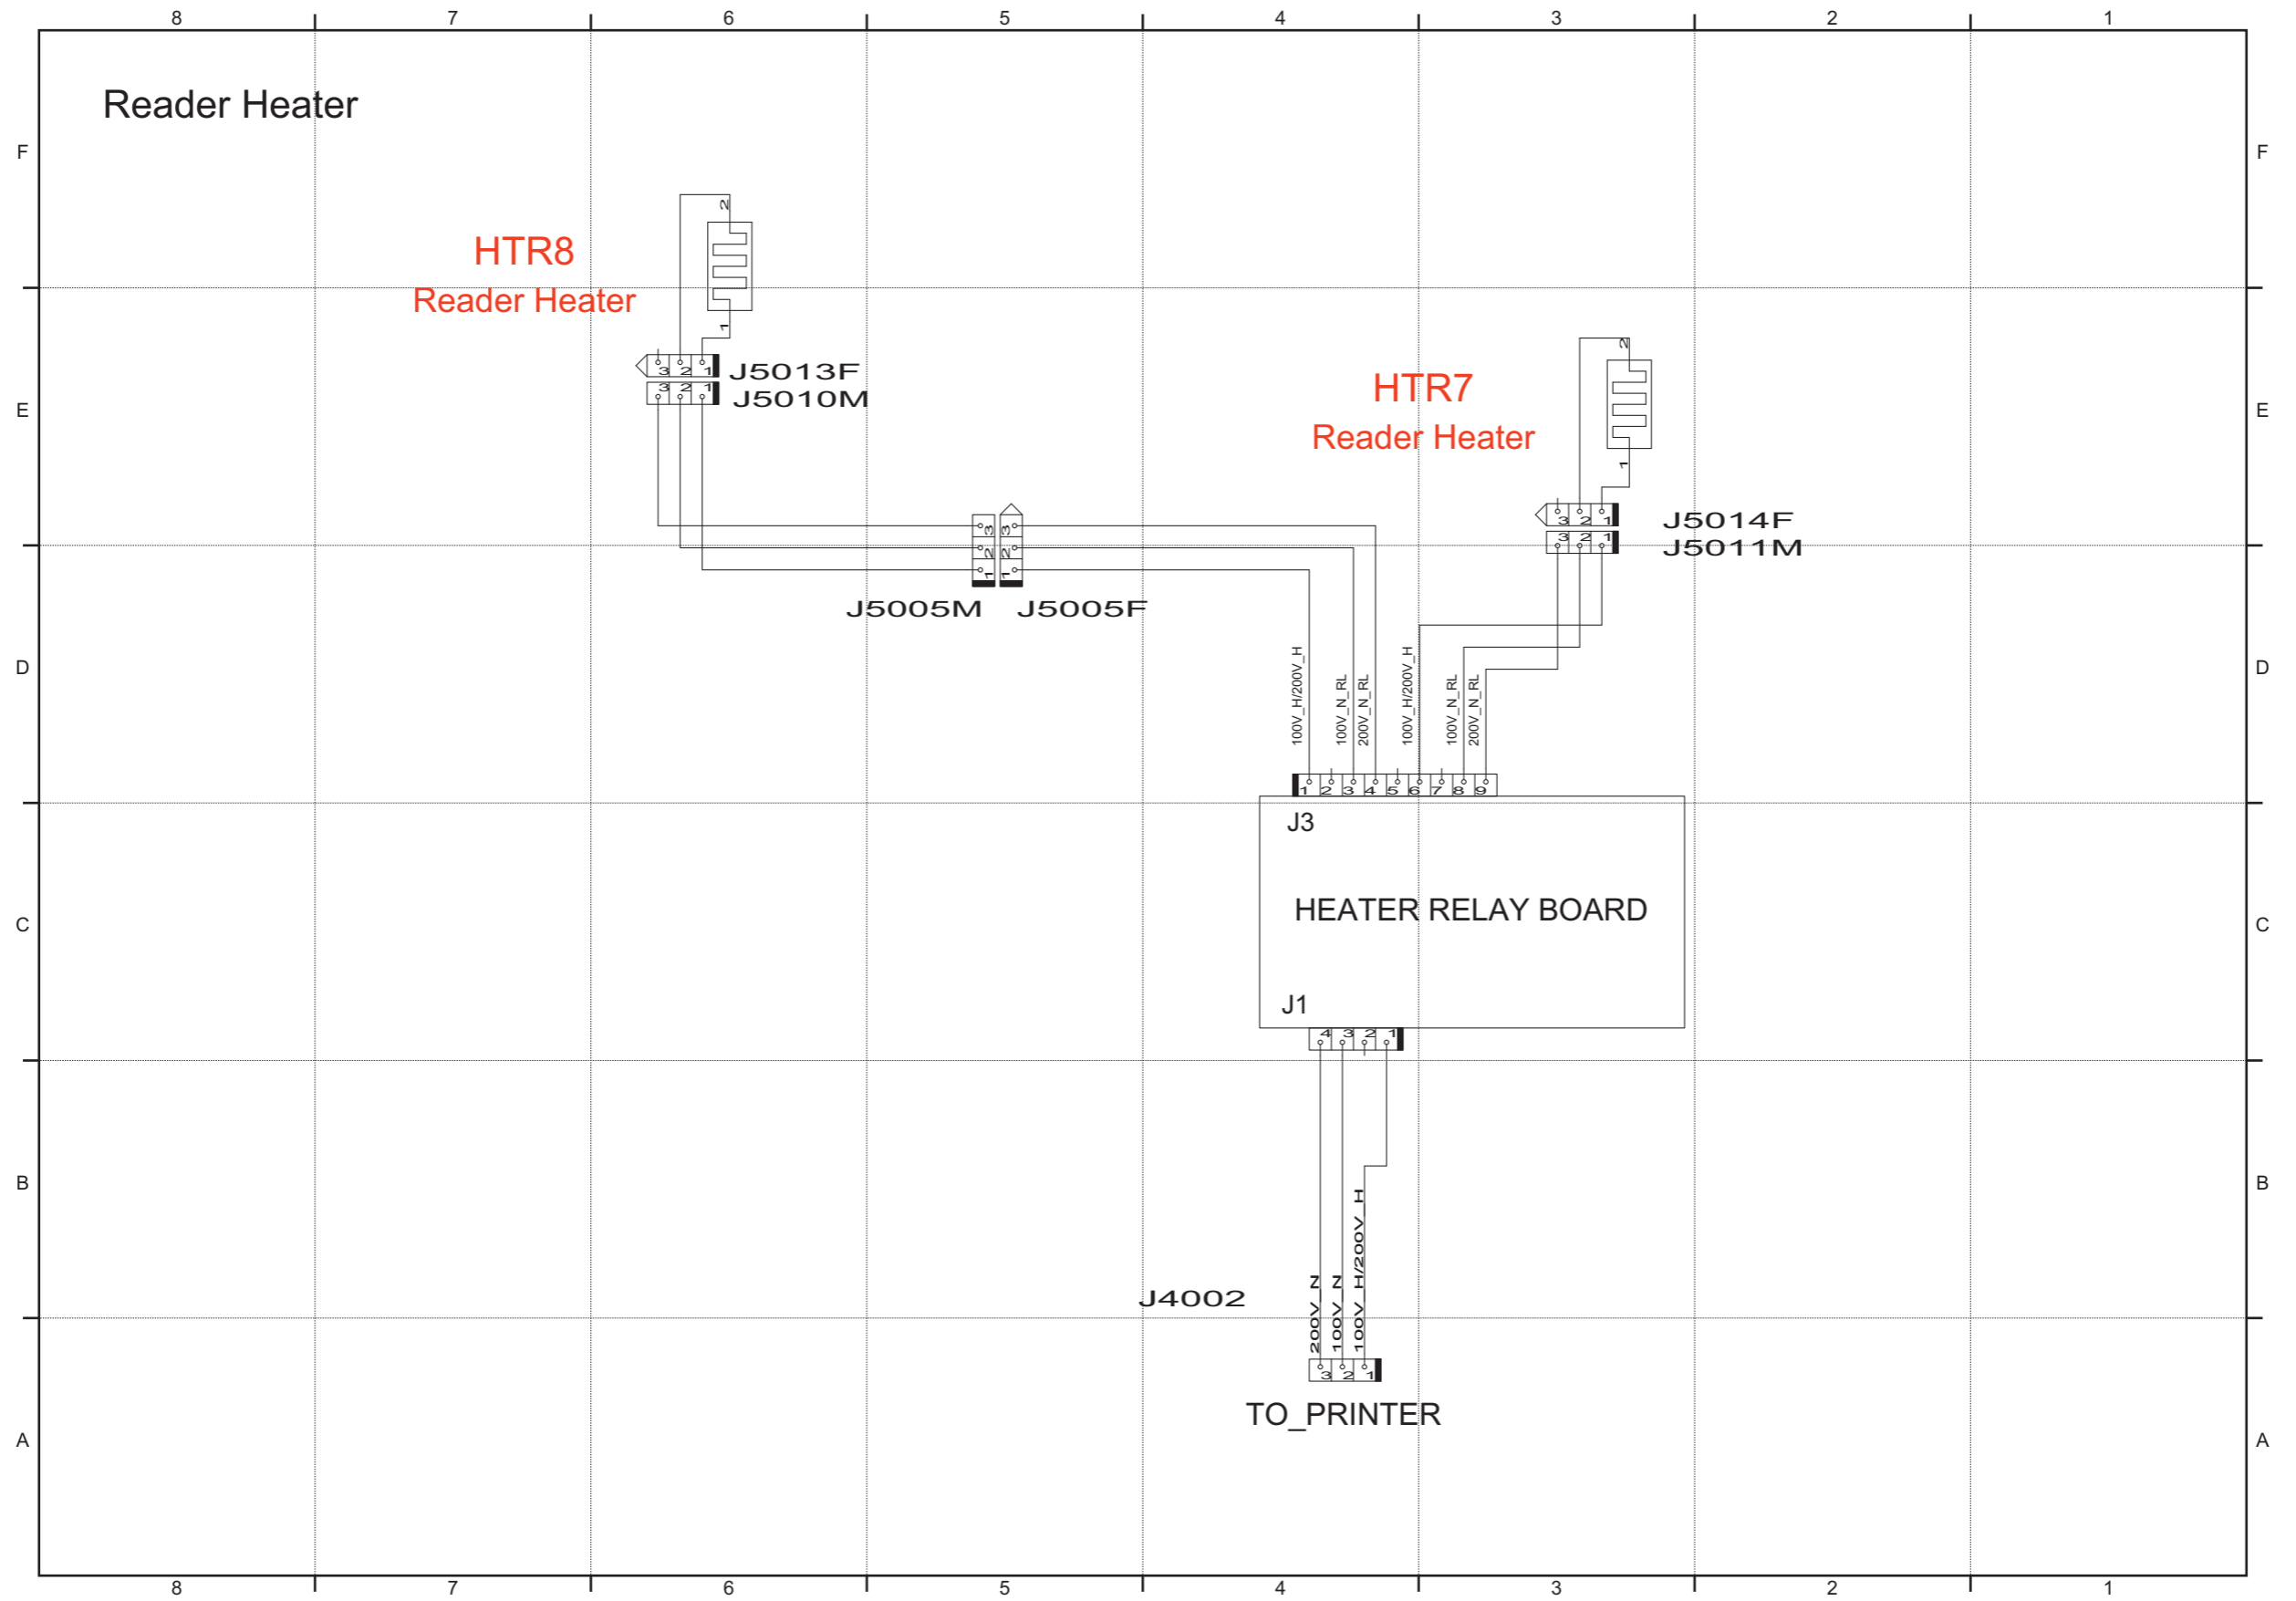 8 7 6 5 4 3 2 1
Reader Heater
F F
2
HTR8
Reader Heater
1
3 2 1 J5013F
3 2 1 J5010M
E E
2
HTR7
Reader Heater
1
3 2 1 J5014F
3 2 1 J5011M
3 3
2 2
1 1
J5005M J5005F
D D
100V_H/200V_H
100V_N_RL
200V_N_RL
100V_H/200V_H
100V_N_RL
200V_N_RL
1 2 3 4 5 6 7 8 9
J3
HEATER RELAY BOARD
C C
J1
4 3 2 1
B B
200V_N
100V_N
100V_H/200V_H
J4002
3 2 1
TO_PRINTER
A A
8 7 6 5 4 3 2 1